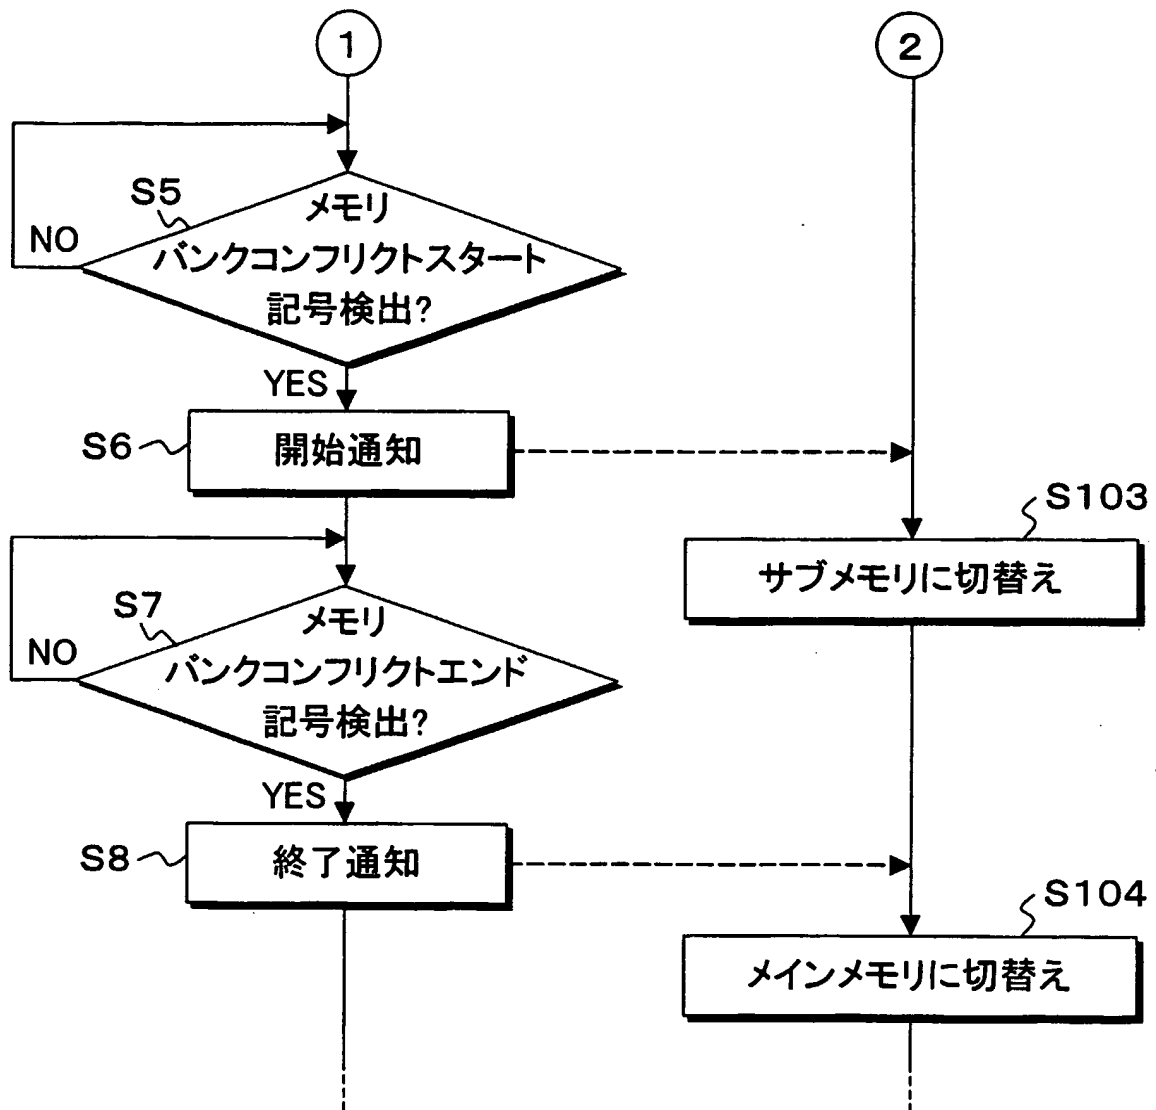 1
2
S5
メモリ
NO
バンクコンフリクトスタート
記号検出?
YES
S6
開始通知
S103
サブメモリに切替え
S7
メモリ
NO
バンクコンフリクトエンド
記号検出?
YES
S8
終了通知
S104
メインメモリに切替え